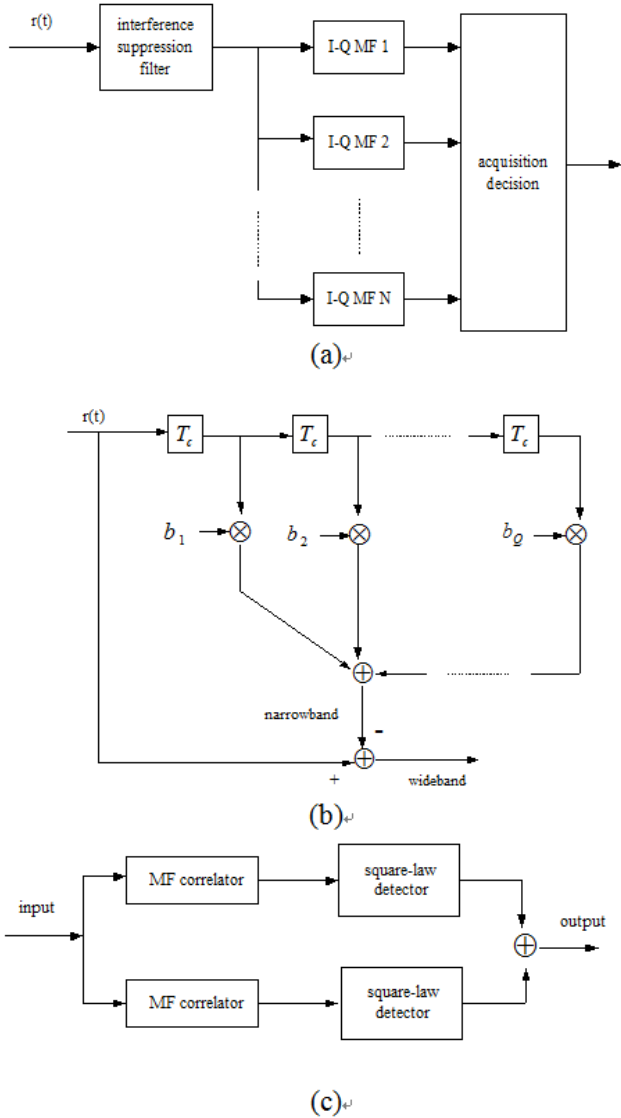 r(t)
interference
suppression
filter
I-Q MF 1
I-Q MF 2
I-Q MF N
acquisition
decision
(a)↵
r(t)
T_c
T_c
T_c
b_1
b_2
b_Q
narrowband
-
+
wideband
(b)↵
input
MF correlator
square-law
detector
output
MF correlator
square-law
detector
(c)↵